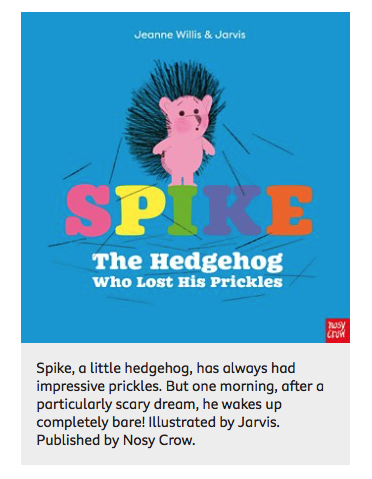 Jeanne Willis & Jarvis
SPIKE
The Hedgehog
Who Lost His Prickles
nosy
crow
Spike, a little hedgehog, has always had
impressive prickles. But one morning, after a
particularly scary dream, he wakes up
completely bare! Illustrated by Jarvis.
Published by Nosy Crow.